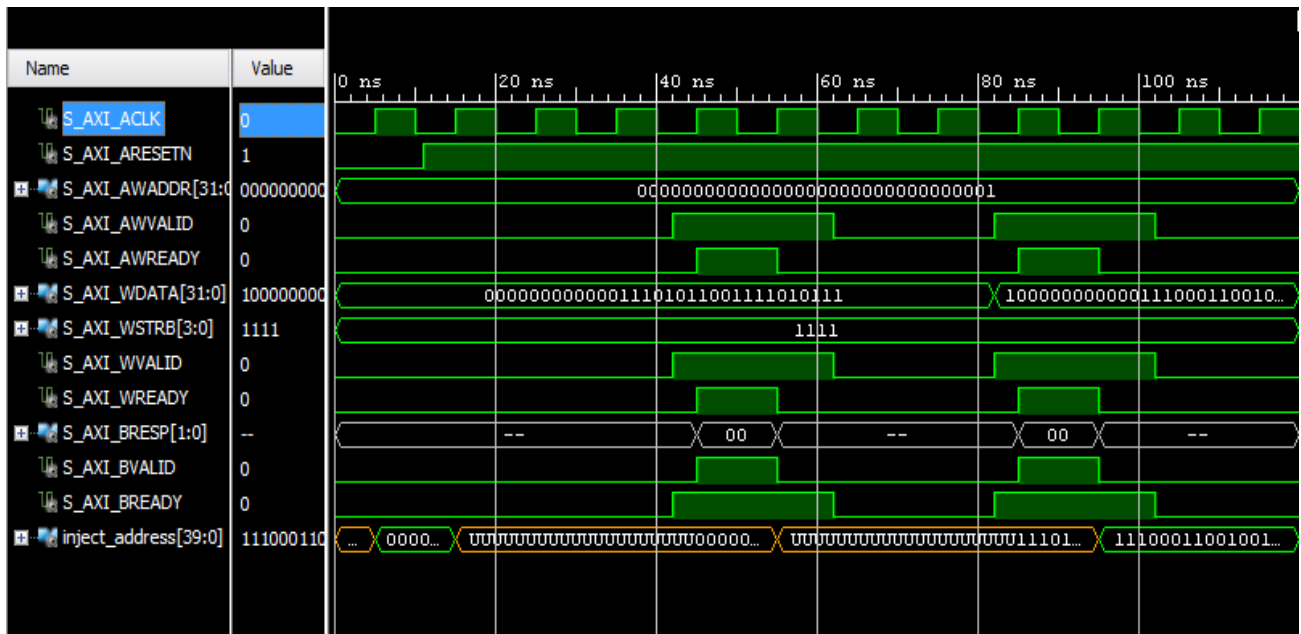 Name Value 0 ns 20 ns 40 ns 60 ns 80 ns 100 ns
S_AXI_ACLK 0
S_AXI_ARESETN 1
S_AXI_AWADDR[31:0 000000000 00000000000000000000000000000001
S_AXI_AWVALID 0
S_AXI_AWREADY 0
S_AXI_WDATA[31:0] 100000000 00000000000011101011001111010111 100000000000111000110010...
S_AXI_WSTRB[3:0] 1111 1111
S_AXI_WVALID 0
S_AXI_WREADY 0
S_AXI_BRESP[1:0] -- -- 00 -- 00 --
S_AXI_BVALID 0
S_AXI_BREADY 0
inject_address[39:0] 111000110 ... 0000... UUUUUUUUUUUUUUUUUUUU00000... UUUUUUUUUUUUUUUUUUUU11101... 11100011001001...